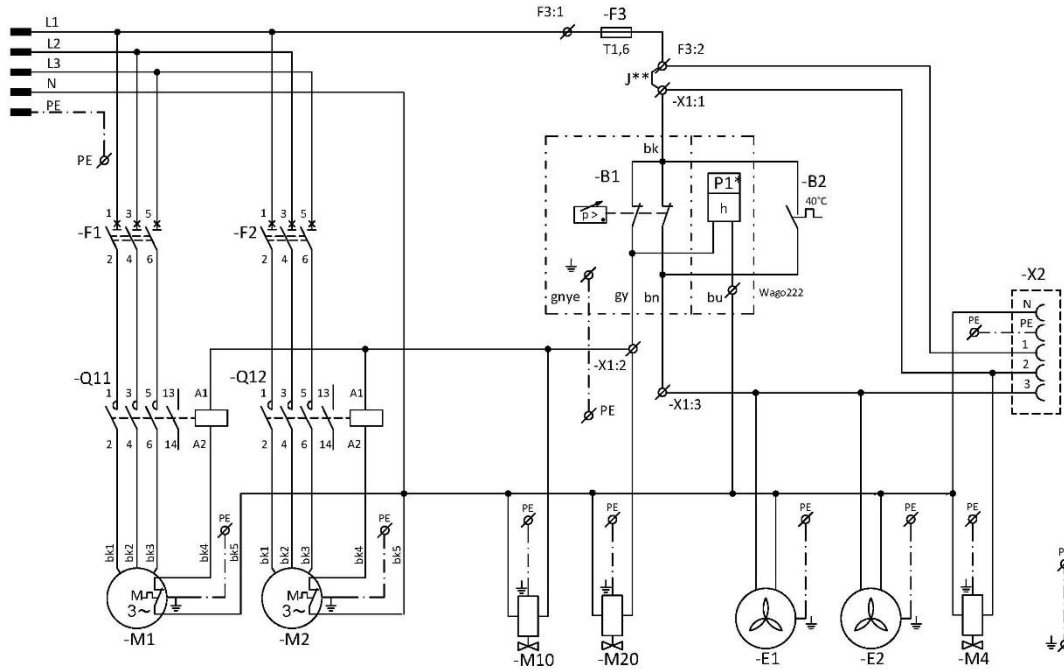 L1
F3:1
-F3
L2
T1,6
F3:2
L3
J**
N
-X1:1
PE
PE
bk
-B1
P1*
-B2
40°C
p >
h
1 3 5
1 3 5
-F1
-F2
2 4 6
2 4 6
-X2
gnye
gy
bn
bu
Wago222
N
PE
PE
1
2
3
-X1:2
-Q11
1 3 5 13
A1
-Q12
1 3 5 13
A1
-X1:3
PE
2 4 6 14
A2
2 4 6 14
A2
PE
PE
PE
PE
PE
PE
PE
bk1
bk2
bk3
bk4
bk5
bk1
bk2
bk3
bk4
bk5
M
3~
M
3~
-M1
-M2
-M10
-M20
-E1
-E2
-M4